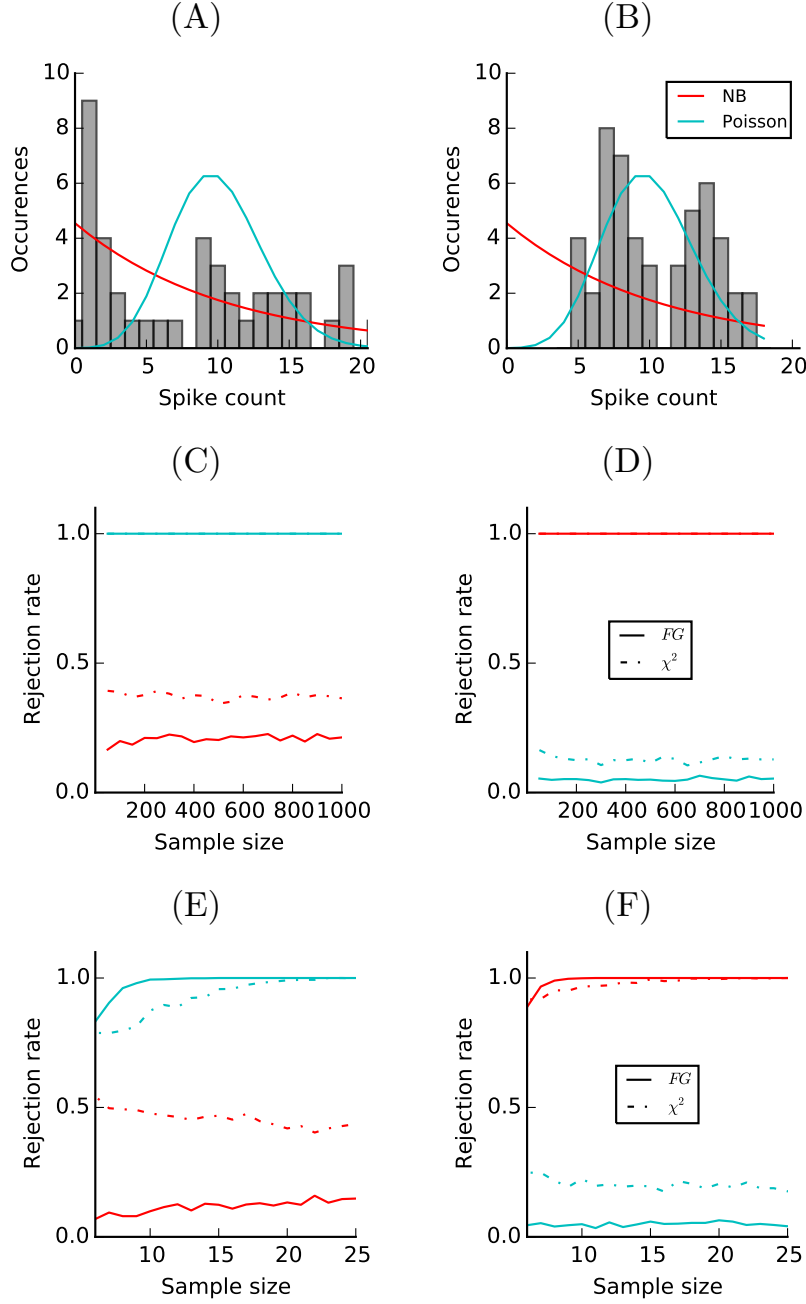 (A)
10
8
6
4
2
0
Occurences
0 5 10 15 20
Spike count
(B)
10
8
6
4
2
0
Occurences
NB
Poisson
0 5 10 15 20
Spike count
(C)
1.0
0.5
0.0
Rejection rate
200 400 600 800 1000
Sample size
(D)
1.0
0.5
0.0
Rejection rate
FG
χ²
200 400 600 800 1000
Sample size
(E)
1.0
0.5
0.0
Rejection rate
10 15 20 25
Sample size
(F)
1.0
0.5
0.0
Rejection rate
FG
χ²
10 15 20 25
Sample size